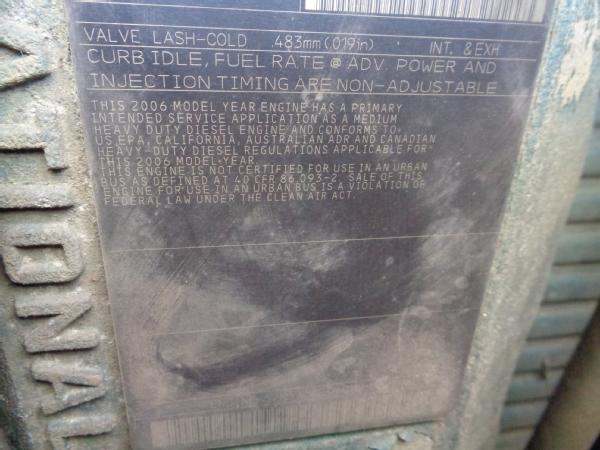 VALVE LASH-COLD .483mm (.019in) INT. & EXH
CURB IDLE, FUEL RATE @ ADV. POWER AND
INJECTION TIMING ARE NON-ADJUSTABLE
THIS 2006 MODEL YEAR ENGINE HAS A PRIMARY
INTENDED SERVICE APPLICATION AS A MEDIUM
HEAVY DUTY DIESEL ENGINE AND CONFORMS TO
US EPA, CALIFORNIA, AUSTRALIAN ADR AND CANADIAN
HEAVY-DUTY DIESEL REGULATIONS APPLICABLE FOR
THIS 2006 MODEL YEAR.
THIS ENGINE IS NOT CERTIFIED FOR USE IN AN URBAN
BUS AS DEFINED AT 40 CFR 86.093-2. SALE OF THIS
ENGINE FOR USE IN AN URBAN BUS IS A VIOLATION OF
FEDERAL LAW UNDER THE CLEAN AIR ACT.
ATIONAL